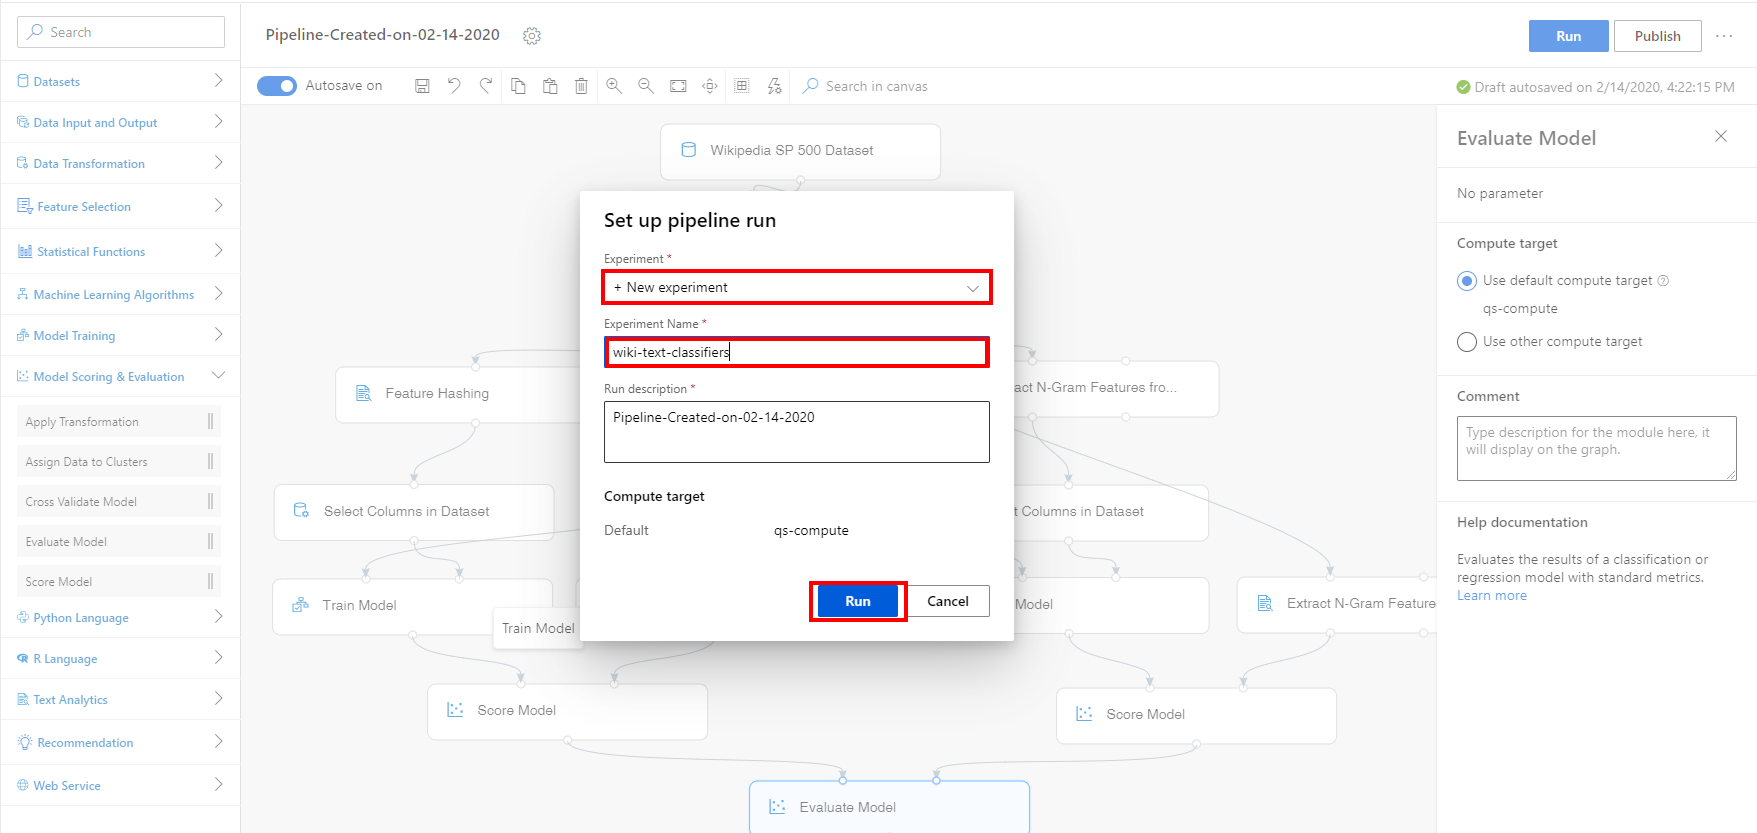 Search
Datasets
Data Input and Output
Data Transformation
Feature Selection
Statistical Functions
Machine Learning Algorithms
Model Training
Model Scoring & Evaluation
Apply Transformation
Assign Data to Clusters
Cross Validate Model
Evaluate Model
Score Model
Python Language
R Language
Text Analytics
Recommendation
Web Service
Pipeline-Created-on-02-14-2020
Run
Publish
...
Autosave on
Search in canvas
Draft autosaved on 2/14/2020, 4:22:15 PM
Wikipedia SP 500 Dataset
Feature Hashing
act N-Gram Features fro...
Select Columns in Dataset
t Columns in Dataset
Train Model
Train Model
Model
Extract N-Gram Feature
Score Model
Score Model
Evaluate Model
Set up pipeline run
Experiment *
+ New experiment
Experiment Name *
wiki-text-classifiers
Run description *
Pipeline-Created-on-02-14-2020
Compute target
Default
qs-compute
Run
Cancel
Evaluate Model
No parameter
Compute target
Use default compute target
qs-compute
Use other compute target
Comment
Type description for the module here, it
will display on the graph.
Help documentation
Evaluates the results of a classification or
regression model with standard metrics.
Learn more